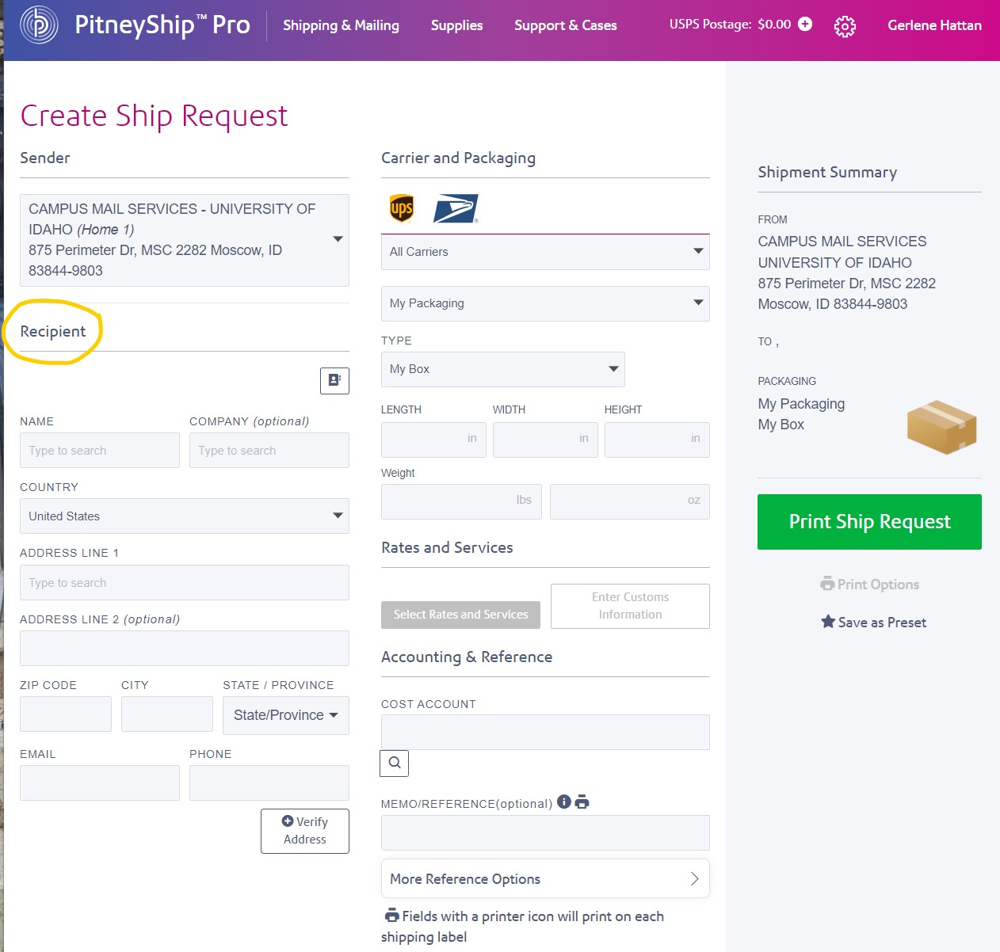 PitneyShip™ Pro
Shipping & Mailing
Supplies
Support & Cases
USPS Postage: $0.00
Gerlene Hattan
Create Ship Request
Sender
CAMPUS MAIL SERVICES - UNIVERSITY OF
IDAHO (Home 1)
875 Perimeter Dr, MSC 2282 Moscow, ID
83844-9803
Recipient
NAME
COMPANY (optional)
Type to search
Type to search
COUNTRY
United States
ADDRESS LINE 1
Type to search
ADDRESS LINE 2 (optional)
ZIP CODE
CITY
STATE / PROVINCE
State/Province
EMAIL
PHONE
Verify
Address
Carrier and Packaging
ups
All Carriers
My Packaging
TYPE
My Box
LENGTH
WIDTH
HEIGHT
in
in
in
Weight
lbs
oz
Rates and Services
Select Rates and Services
Enter Customs
Information
Accounting & Reference
COST ACCOUNT
MEMO/REFERENCE(optional)
More Reference Options
Fields with a printer icon will print on each
shipping label
Shipment Summary
FROM
CAMPUS MAIL SERVICES
UNIVERSITY OF IDAHO
875 Perimeter Dr, MSC 2282
Moscow, ID 83844-9803
TO ,
PACKAGING
My Packaging
My Box
Print Ship Request
Print Options
Save as Preset